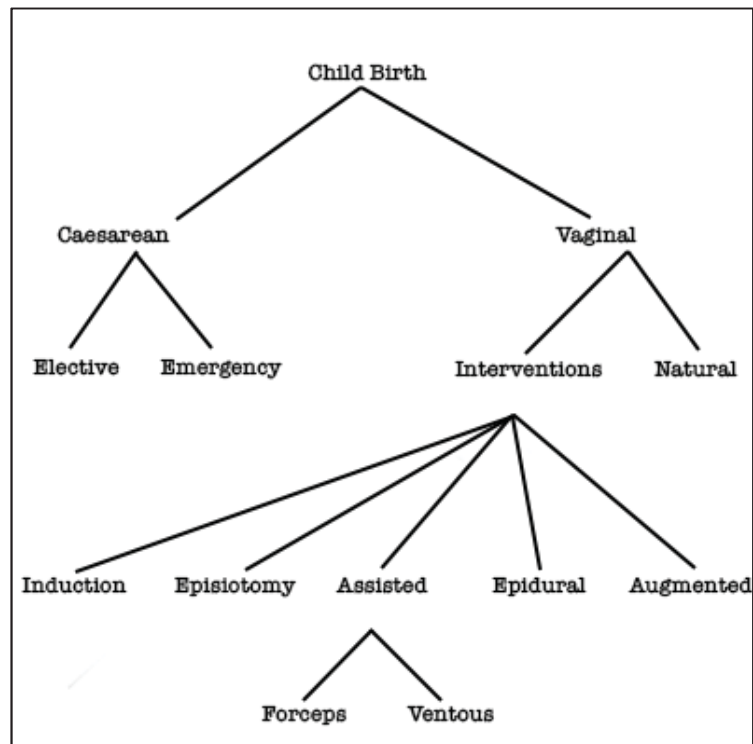 Child Birth
Caesarean Vaginal
Elective Emergency Interventions Natural
Induction Episiotomy Assisted Epidural Augmented
Forceps Ventous